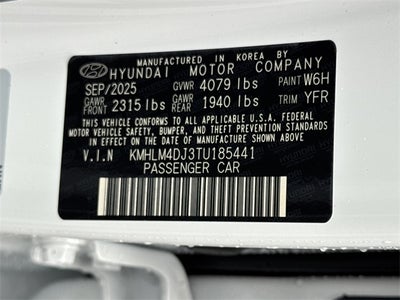 MANUFACTURED IN KOREA BY
HYUNDAI MOTOR COMPANY
SEP/2025 GVWR 4079 lbs PAINT W6H
GAWR FRONT 2315 lbs GAWR REAR 1940 lbs TRIM YFR
THIS VEHICLE CONFORMS TO ALL APPLICABLE U.S.A. FEDERAL
MOTOR VEHICLE SAFETY, BUMPER, AND THEFT PREVENTION STANDARDS
IN EFFECT ON THE DATE OF MANUFACTURE SHOWN ABOVE
V.I.N KMHLM4DJ3TU185441
PASSENGER CAR